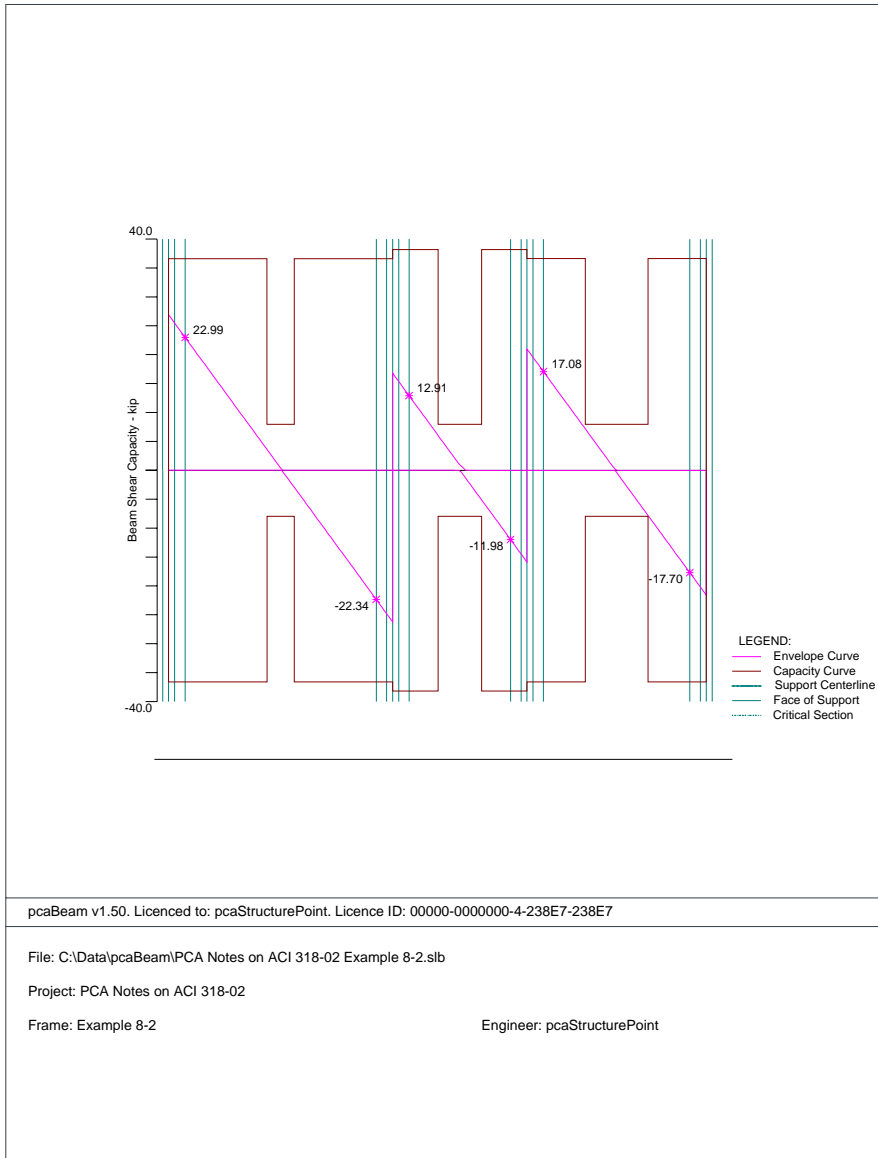 40.0
Beam Shear Capacity - kip
22.99
17.08
12.91
-11.98
-17.70
-22.34
-40.0
LEGEND:
Envelope Curve
Capacity Curve
Support Centerline
Face of Support
Critical Section
pcaBeam v1.50. Licenced to: pcaStructurePoint. Licence ID: 00000-0000000-4-238E7-238E7
File: C:\Data\pcaBeam\PCA Notes on ACI 318-02 Example 8-2.slb
Project: PCA Notes on ACI 318-02
Frame: Example 8-2
Engineer: pcaStructurePoint